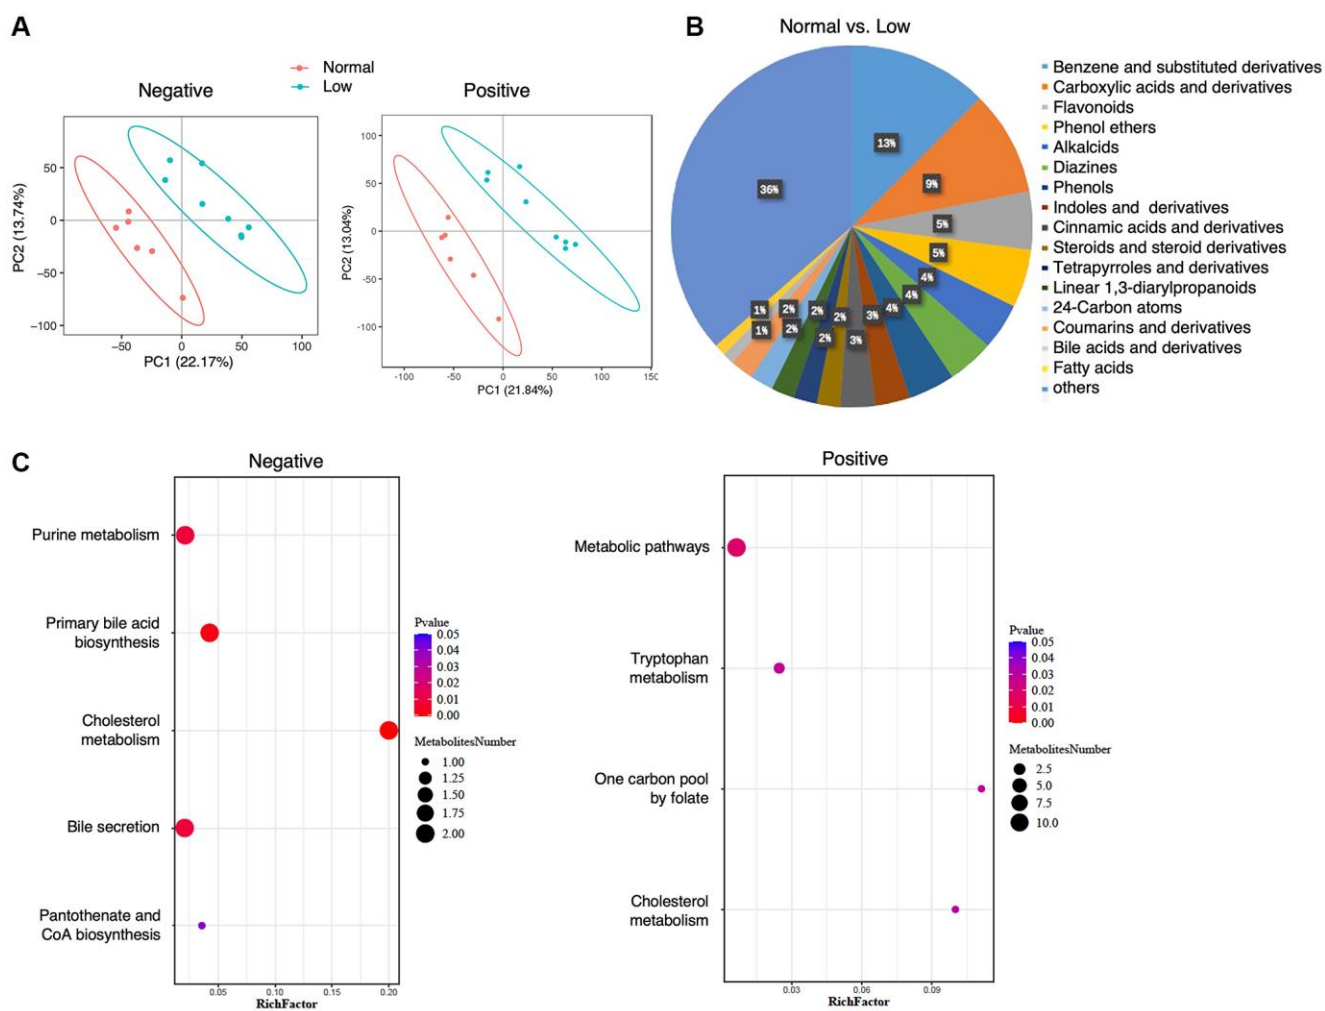 A
Normal
Low
Negative
Positive
PC2 (13.74%)
50
0
−50
−100
−50
0
50
100
PC1 (22.17%)
PC2 (13.04%)
100
50
0
-50
-100
-100
-50
0
50
100
150
PC1 (21.84%)
B
Normal vs. Low
36%
13%
9%
5%
5%
4%
4%
4%
3%
3%
2%
2%
2%
2%
2%
1%
1%
Benzene and substituted derivatives
Carboxylic acids and derivatives
Flavonoids
Phenol ethers
Alkalcids
Diazines
Phenols
Indoles and derivatives
Cinnamic acids and derivatives
Steroids and steroid derivatives
Tetrapyrroles and derivatives
Linear 1,3-diarylpropanoids
24-Carbon atoms
Coumarins and derivatives
Bile acids and derivatives
Fatty acids
others
C
Negative
Purine metabolism
Primary bile acid
biosynthesis
Cholesterol
metabolism
Bile secretion
Pantothenate and
CoA biosynthesis
0.05
0.10
0.15
0.20
RichFactor
Pvalue
0.05
0.04
0.03
0.02
0.01
0.00
MetabolitesNumber
1.00
1.25
1.50
1.75
2.00
Positive
Metabolic pathways
Tryptophan
metabolism
One carbon pool
by folate
Cholesterol
metabolism
0.03
0.06
0.09
RichFactor
Pvalue
0.05
0.04
0.03
0.02
0.01
0.00
MetabolitesNumber
2.5
5.0
7.5
10.0